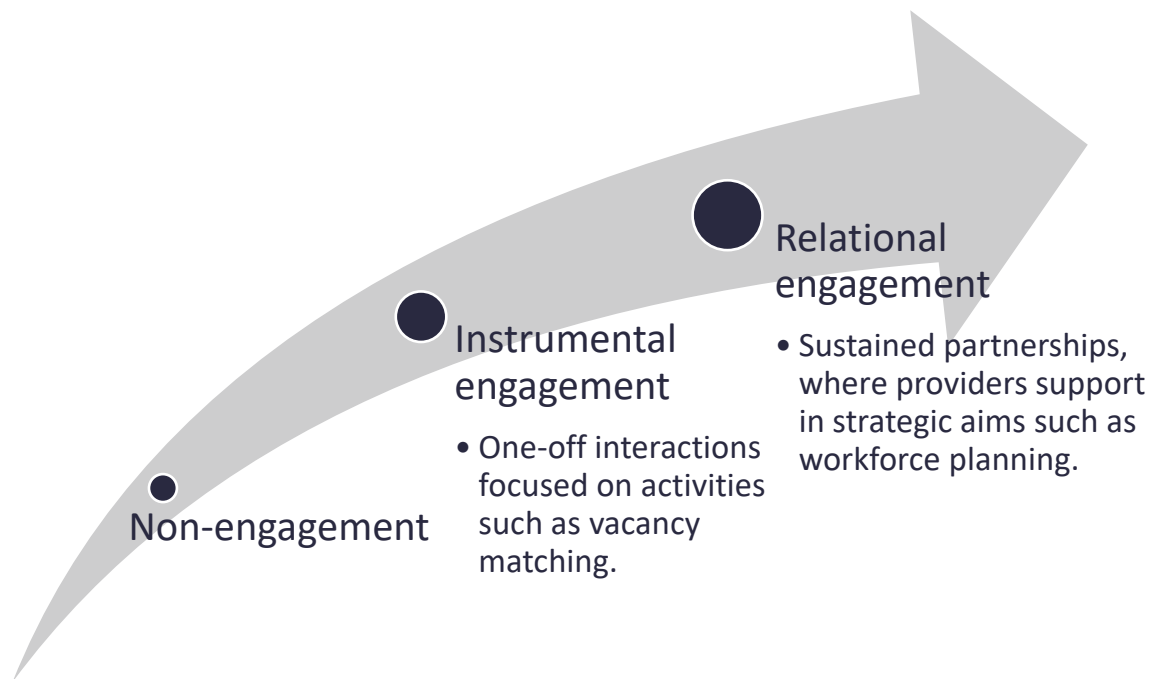 Non-engagement
Instrumental
engagement
• One-off interactions
focused on activities
such as vacancy
matching.
Relational
engagement
• Sustained partnerships,
where providers support
in strategic aims such as
workforce planning.